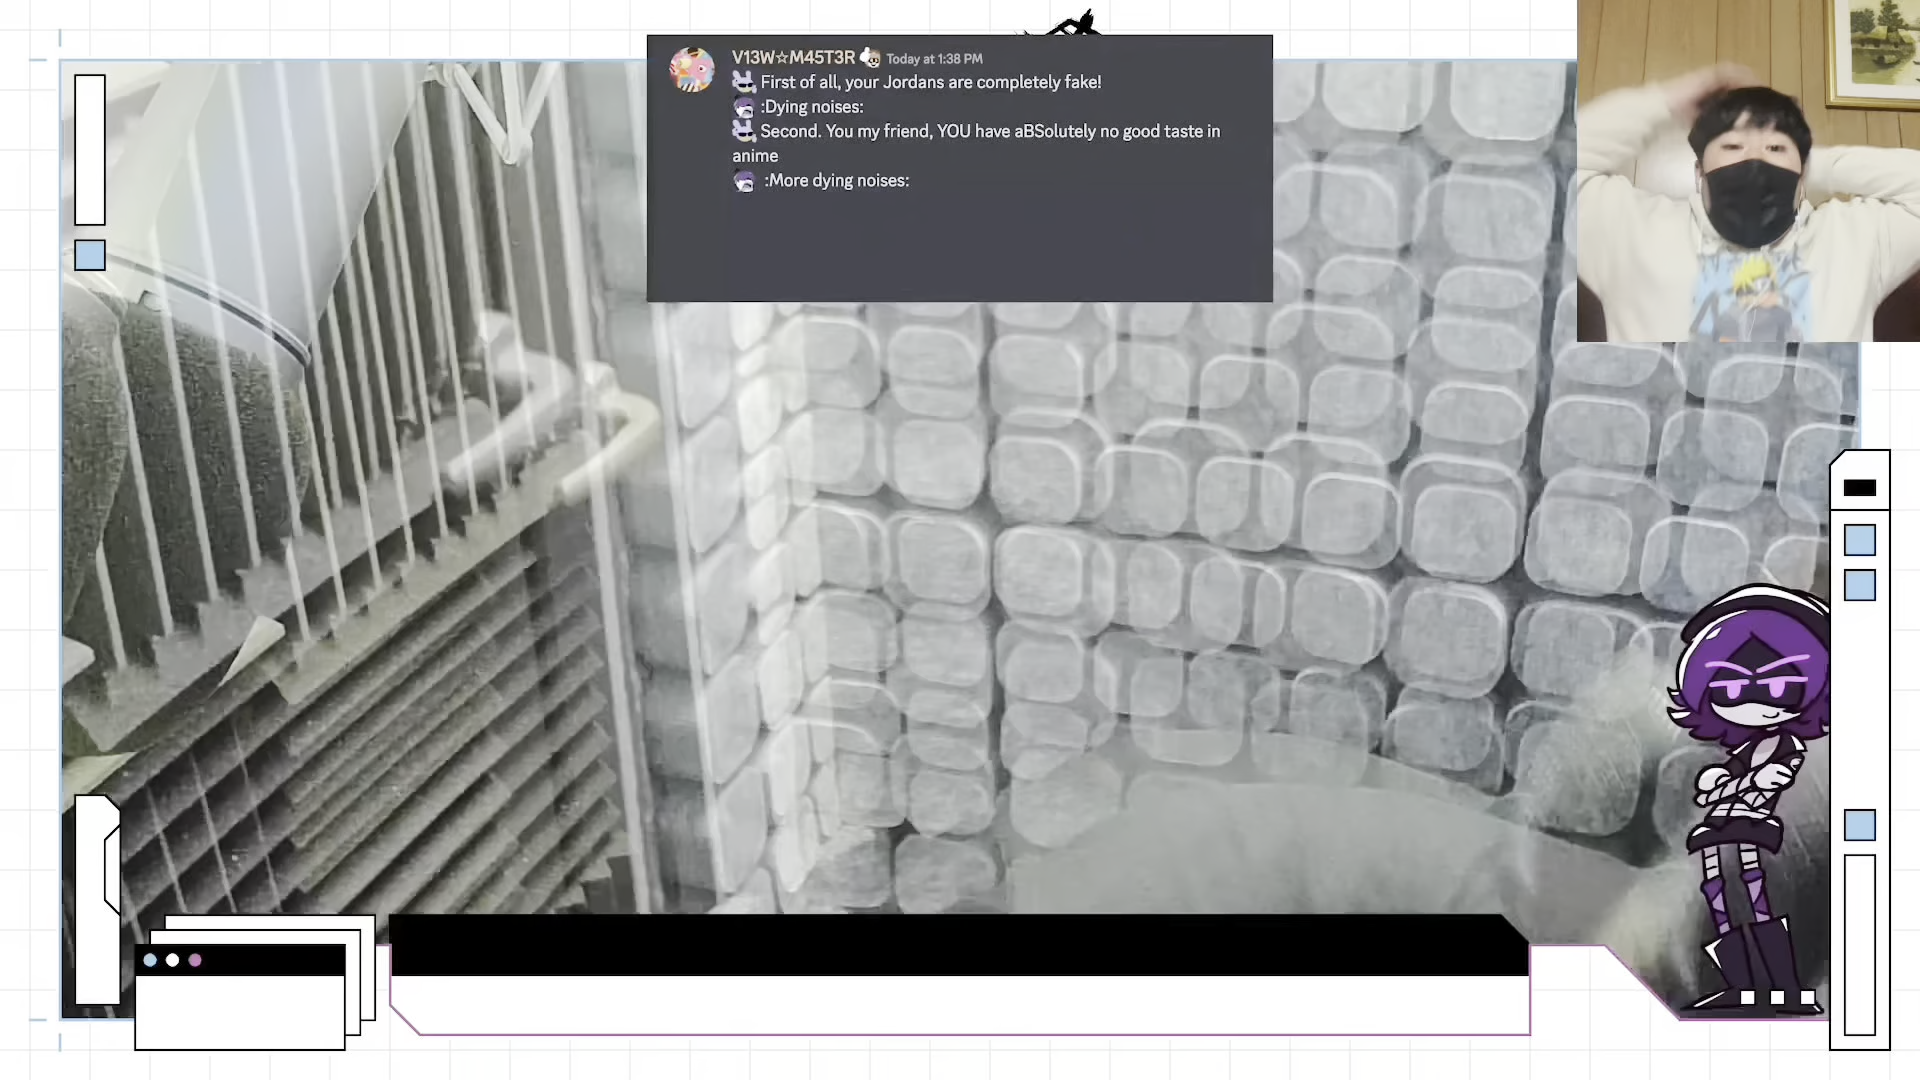 V13W☆M45T3R Today at 1:38 PM
First of all, your Jordans are completely fake!
:Dying noises:
Second. You my friend, YOU have aBSolutely no good taste in
anime
:More dying noises: